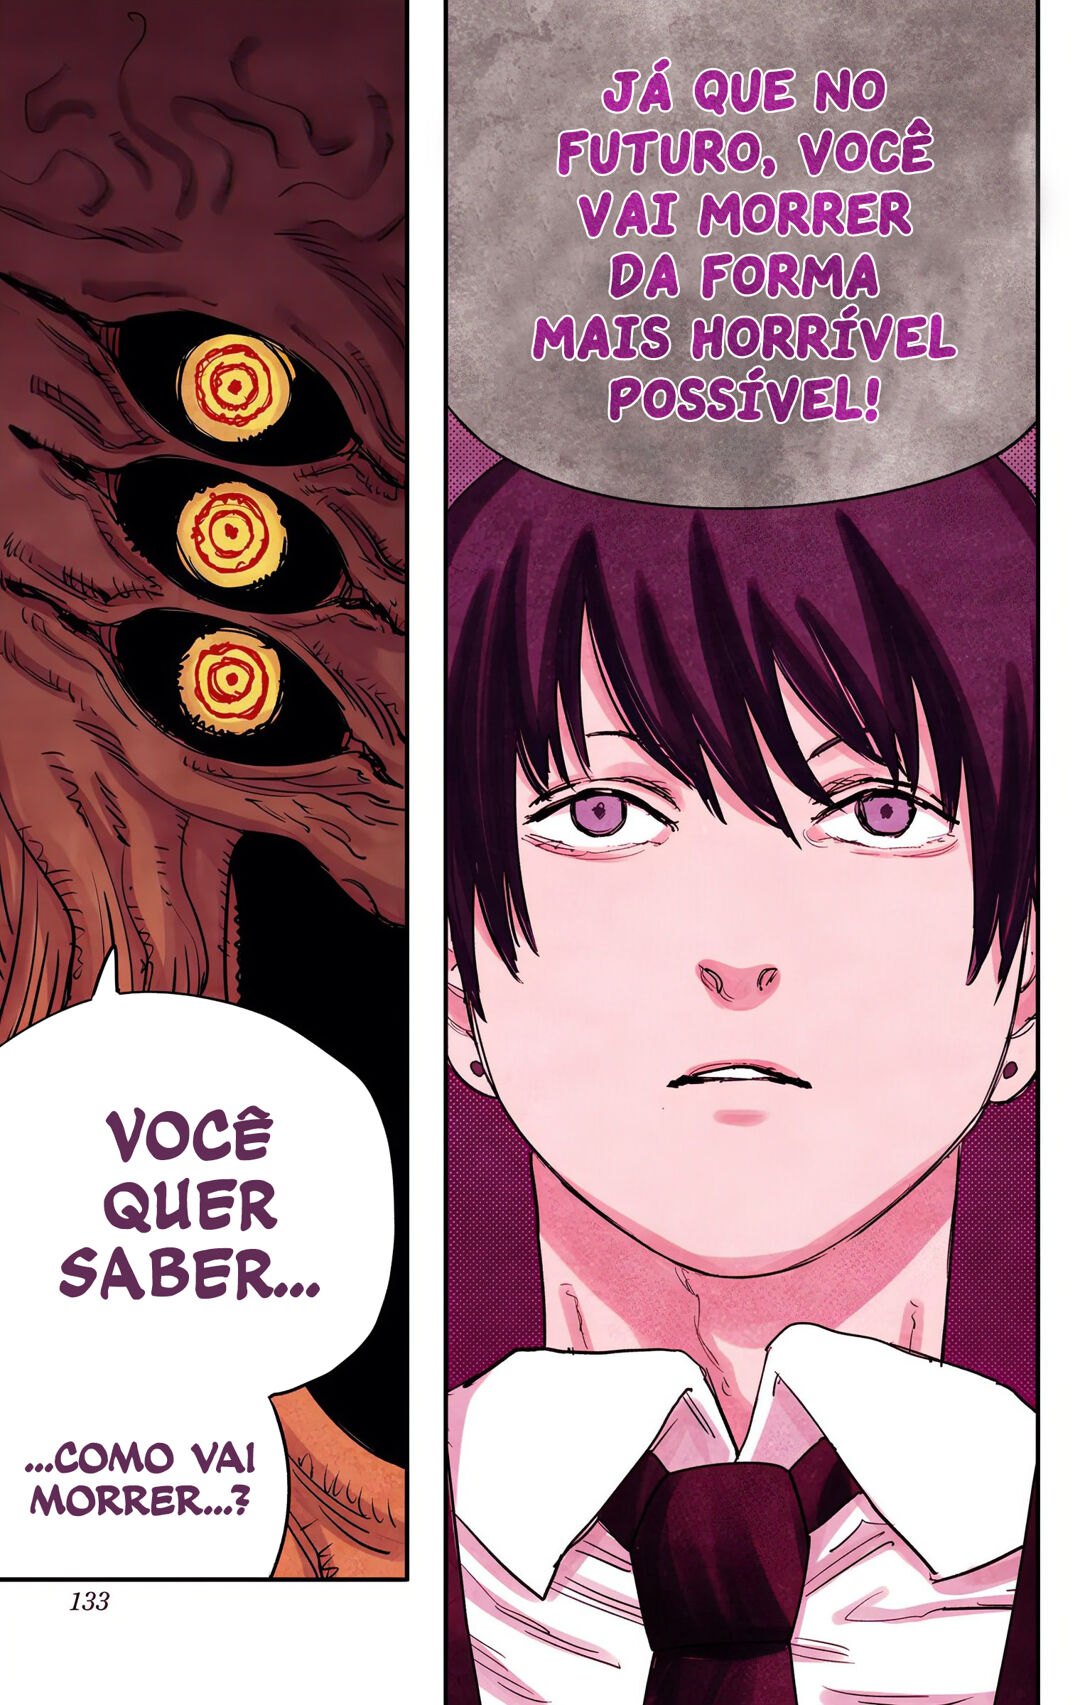 JÁ QUE NO
FUTURO, VOCÊ
VAI MORRER
DA FORMA
MAIS HORRÍVEL
POSSÍVEL!
VOCÊ
QUER
SABER...
...COMO VAI
MORRER...?
133